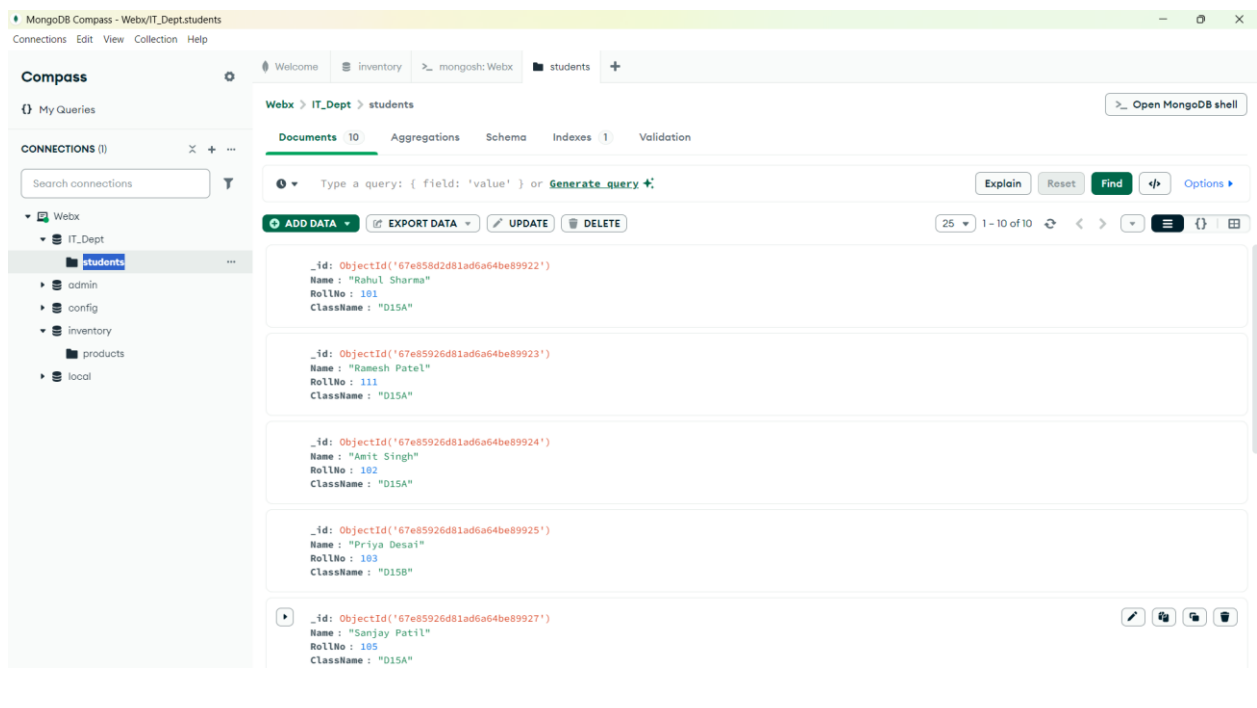 MongoDB Compass - Webx/IT_Dept.students
Connections Edit View Collection Help
Compass
{} My Queries
CONNECTIONS (1)
Search connections
Webx
IT_Dept
students
admin
config
inventory
products
local
Welcome inventory >_ mongosh: Webx students +
Webx > IT_Dept > students
>_ Open MongoDB shell
Documents 10 Aggregations Schema Indexes 1 Validation
Type a query: { field: 'value' } or Generate query
Explain Reset Find </> Options
ADD DATA EXPORT DATA UPDATE DELETE
25 1 – 10 of 10 {}
_id: ObjectId('67e858d2d81ad6a64be89922')
Name : "Rahul Sharma"
RollNo : 101
ClassName : "D15A"
_id: ObjectId('67e85926d81ad6a64be89923')
Name : "Ramesh Patel"
RollNo : 111
ClassName : "D15A"
_id: ObjectId('67e85926d81ad6a64be89924')
Name : "Amit Singh"
RollNo : 102
ClassName : "D15A"
_id: ObjectId('67e85926d81ad6a64be89925')
Name : "Priya Desai"
RollNo : 103
ClassName : "D15B"
_id: ObjectId('67e85926d81ad6a64be89927')
Name : "Sanjay Patil"
RollNo : 105
ClassName : "D15A"